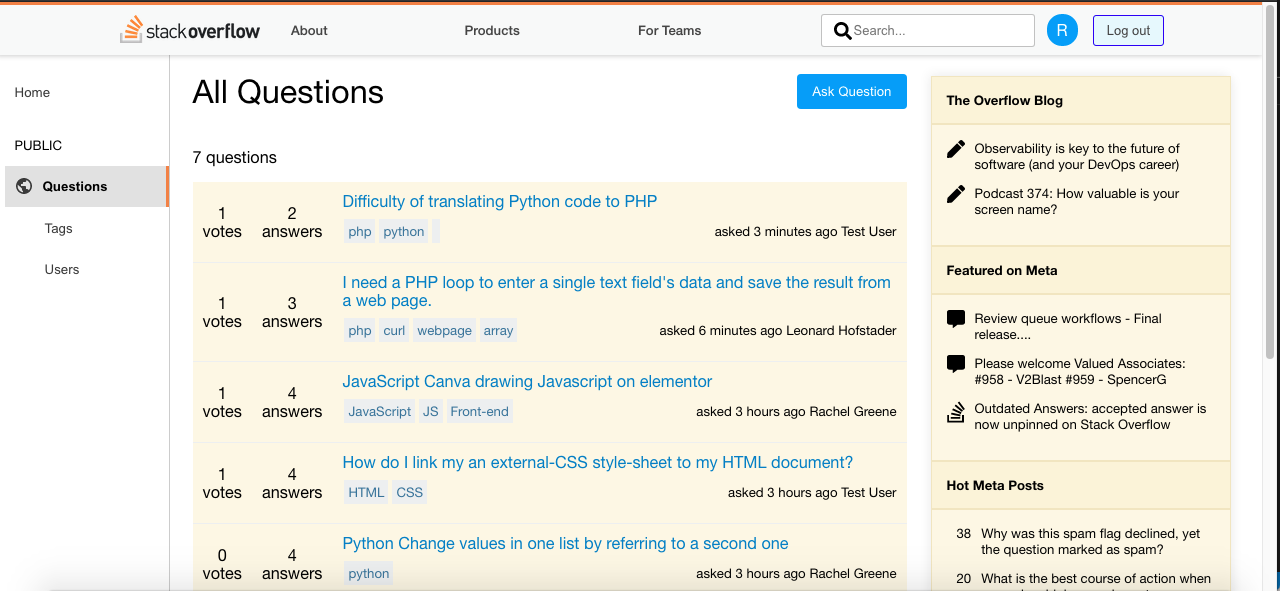 stackoverflow About Products For Teams Search... R Log out
Home
PUBLIC
Questions
Tags
Users
All Questions
Ask Question
7 questions
1 votes
2 answers
Difficulty of translating Python code to PHP
php python
asked 3 minutes ago Test User
1 votes
3 answers
I need a PHP loop to enter a single text field's data and save the result from
a web page.
php curl webpage array
asked 6 minutes ago Leonard Hofstader
1 votes
4 answers
JavaScript Canva drawing Javascript on elementor
JavaScript JS Front-end
asked 3 hours ago Rachel Greene
1 votes
4 answers
How do I link my an external-CSS style-sheet to my HTML document?
HTML CSS
asked 3 hours ago Test User
0 votes
4 answers
Python Change values in one list by referring to a second one
python
asked 3 hours ago Rachel Greene
The Overflow Blog
Observability is key to the future of
software (and your DevOps career)
Podcast 374: How valuable is your
screen name?
Featured on Meta
Review queue workflows - Final
release....
Please welcome Valued Associates:
#958 - V2Blast #959 - SpencerG
Outdated Answers: accepted answer is
now unpinned on Stack Overflow
Hot Meta Posts
38 Why was this spam flag declined, yet
the question marked as spam?
20 What is the best course of action when